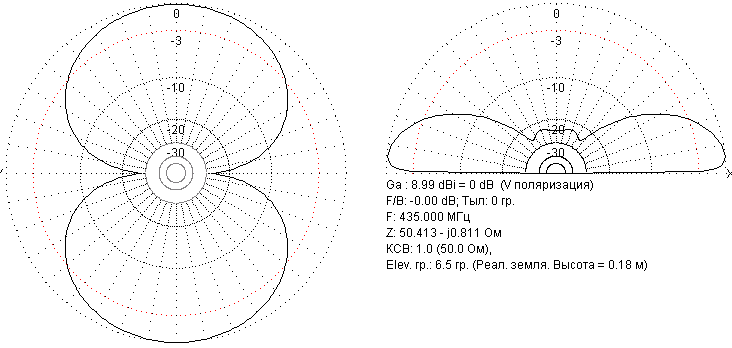 0
-3
-10
-20
-30
0
-3
-10
-20
-30
Y
X
Ga : 8.99 dBi = 0 dB (V поляризация)
F/B: -0.00 dB; Тыл: 0 гр.
F: 435.000 МГц
Z: 50.413 - j0.811 Ом
КСВ: 1.0 (50.0 Ом),
Elev. гр.: 6.5 гр. (Реал. земля. Высота = 0.18 м)